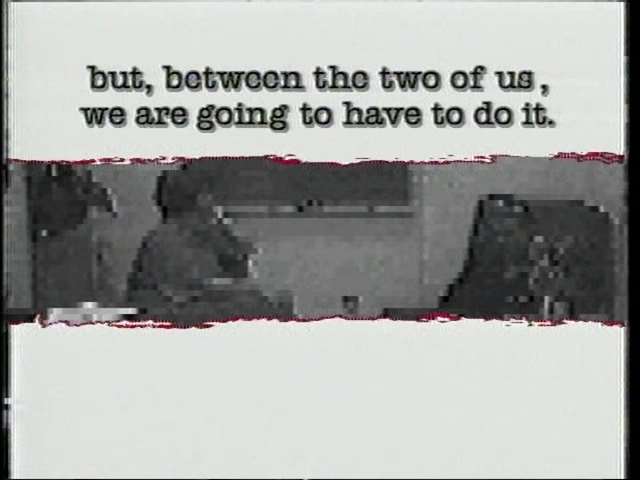 but, between the two of us,
we are going to have to do it.